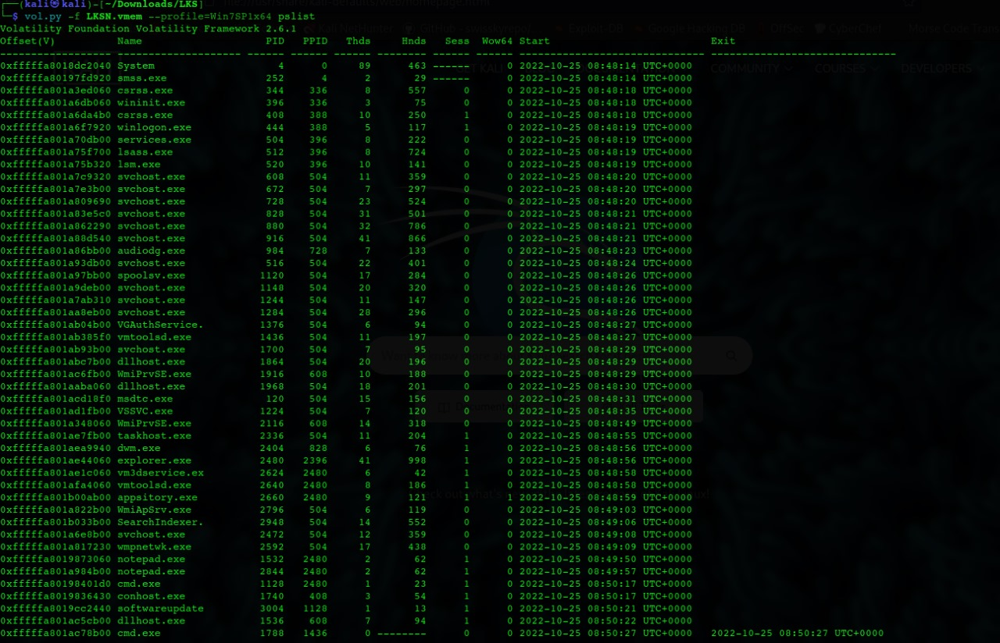 ┌──(kali㉿kali)-[~/Downloads/LKS]
└─$ vol.py -f LKSN.vmem --profile=Win7SP1x64 pslist
Volatility Foundation Volatility Framework 2.6.1
Offset(V) Name PID PPID Thds Hnds Sess Wow64 Start Exit
------------------ -------------------- ------ ------ ------ -------- ------ ------ ------------------------------ ------------------------------
0xfffffa8018dc2040 System 4 0 89 463 ------ 0 2022-10-25 08:48:14 UTC+0000
0xfffffa80197fd920 smss.exe 252 4 2 29 ------ 0 2022-10-25 08:48:14 UTC+0000
0xfffffa801a3ed060 csrss.exe 344 336 8 557 0 0 2022-10-25 08:48:18 UTC+0000
0xfffffa801a6db060 wininit.exe 396 336 3 75 0 0 2022-10-25 08:48:18 UTC+0000
0xfffffa801a6da4b0 csrss.exe 408 388 10 250 1 0 2022-10-25 08:48:18 UTC+0000
0xfffffa801a6f7920 winlogon.exe 444 388 5 117 1 0 2022-10-25 08:48:19 UTC+0000
0xfffffa801a70db00 services.exe 504 396 8 222 0 0 2022-10-25 08:48:19 UTC+0000
0xfffffa801a75f700 lsass.exe 512 396 8 724 0 0 2022-10-25 08:48:19 UTC+0000
0xfffffa801a75b320 lsm.exe 520 396 10 141 0 0 2022-10-25 08:48:19 UTC+0000
0xfffffa801a7c9320 svchost.exe 608 504 11 359 0 0 2022-10-25 08:48:20 UTC+0000
0xfffffa801a7e3b00 svchost.exe 672 504 7 297 0 0 2022-10-25 08:48:20 UTC+0000
0xfffffa801a809690 svchost.exe 728 504 23 524 0 0 2022-10-25 08:48:20 UTC+0000
0xfffffa801a83e5c0 svchost.exe 828 504 31 501 0 0 2022-10-25 08:48:21 UTC+0000
0xfffffa801a862290 svchost.exe 880 504 32 786 0 0 2022-10-25 08:48:21 UTC+0000
0xfffffa801a88d540 svchost.exe 916 504 41 866 0 0 2022-10-25 08:48:21 UTC+0000
0xfffffa801a86bb00 audiodg.exe 984 728 7 133 0 0 2022-10-25 08:48:23 UTC+0000
0xfffffa801a93db00 svchost.exe 516 504 22 401 0 0 2022-10-25 08:48:24 UTC+0000
0xfffffa801a97bb00 spoolsv.exe 1120 504 17 284 0 0 2022-10-25 08:48:26 UTC+0000
0xfffffa801a9deb00 svchost.exe 1148 504 20 320 0 0 2022-10-25 08:48:26 UTC+0000
0xfffffa801a7ab310 svchost.exe 1244 504 11 147 0 0 2022-10-25 08:48:26 UTC+0000
0xfffffa801aa8eb00 svchost.exe 1284 504 28 296 0 0 2022-10-25 08:48:26 UTC+0000
0xfffffa801ab04b00 VGAuthService. 1376 504 6 94 0 0 2022-10-25 08:48:27 UTC+0000
0xfffffa801ab385f0 vmtoolsd.exe 1436 504 11 197 0 0 2022-10-25 08:48:27 UTC+0000
0xfffffa801ab93b00 svchost.exe 1700 504 7 95 0 0 2022-10-25 08:48:29 UTC+0000
0xfffffa801abc7b00 dllhost.exe 1864 504 20 196 0 0 2022-10-25 08:48:29 UTC+0000
0xfffffa801ac6fb00 WmiPrvSE.exe 1916 608 10 188 0 0 2022-10-25 08:48:29 UTC+0000
0xfffffa801aaba060 dllhost.exe 1968 504 18 201 0 0 2022-10-25 08:48:30 UTC+0000
0xfffffa801acd18f0 msdtc.exe 120 504 15 156 0 0 2022-10-25 08:48:31 UTC+0000
0xfffffa801ad1fb00 VSSVC.exe 1224 504 7 120 0 0 2022-10-25 08:48:35 UTC+0000
0xfffffa801a348060 WmiPrvSE.exe 2116 608 14 318 0 0 2022-10-25 08:48:49 UTC+0000
0xfffffa801ae7fb00 taskhost.exe 2336 504 11 204 1 0 2022-10-25 08:48:55 UTC+0000
0xfffffa801aea9940 dwm.exe 2404 828 6 76 1 0 2022-10-25 08:48:56 UTC+0000
0xfffffa801ae44060 explorer.exe 2480 2396 41 998 1 0 2022-10-25 08:48:56 UTC+0000
0xfffffa801ae1c060 vm3dservice.ex 2624 2480 6 42 1 0 2022-10-25 08:48:58 UTC+0000
0xfffffa801afa4060 vmtoolsd.exe 2640 2480 8 186 1 0 2022-10-25 08:48:58 UTC+0000
0xfffffa801b00ab00 appsitory.exe 2660 2480 9 121 1 1 2022-10-25 08:48:59 UTC+0000
0xfffffa801a822b00 WmiApSrv.exe 2796 504 6 119 0 0 2022-10-25 08:49:03 UTC+0000
0xfffffa801b033b00 SearchIndexer. 2948 504 14 552 0 0 2022-10-25 08:49:06 UTC+0000
0xfffffa801a6e8b00 svchost.exe 2472 504 12 359 0 0 2022-10-25 08:49:08 UTC+0000
0xfffffa801a817230 wmpnetwk.exe 2592 504 17 438 0 0 2022-10-25 08:49:09 UTC+0000
0xfffffa8019873060 notepad.exe 1532 2480 2 62 1 0 2022-10-25 08:49:50 UTC+0000
0xfffffa801a984b00 notepad.exe 2844 2480 2 62 1 0 2022-10-25 08:49:57 UTC+0000
0xfffffa80198401d0 cmd.exe 1128 2480 1 23 1 0 2022-10-25 08:50:17 UTC+0000
0xfffffa8019836430 conhost.exe 1740 408 3 54 1 0 2022-10-25 08:50:17 UTC+0000
0xfffffa8019cc2440 softwareupdate 3004 1128 1 13 1 0 2022-10-25 08:50:21 UTC+0000
0xfffffa801ac5cb00 dllhost.exe 1536 608 7 94 1 0 2022-10-25 08:50:22 UTC+0000
0xfffffa801ac78b00 cmd.exe 1788 1436 0 -------- 0 0 2022-10-25 08:50:27 UTC+0000 2022-10-25 08:50:27 UTC+0000